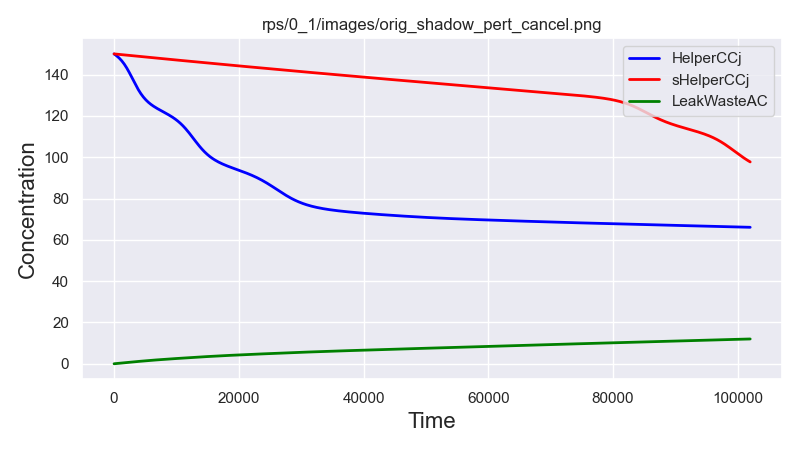 rps/0_1/images/orig_shadow_pert_cancel.png
HelperCCj
sHelperCCj
LeakWasteAC
Concentration
140
120
100
80
60
40
20
0
0 20000 40000 60000 80000 100000
Time